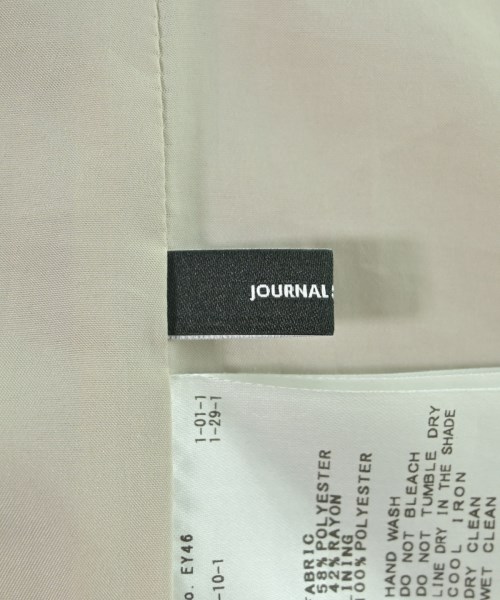 JOURNAL
o. EY46
-10-1
1-01-1
1-29-1
FABRIC
58% POLYESTER
42% RAYON
LINING
100% POLYESTER
HAND WASH
DO NOT BLEACH
DO NOT TUMBLE DRY
LINE DRY IN THE SHADE
COOL IRON
DRY CLEAN
WET CLEAN